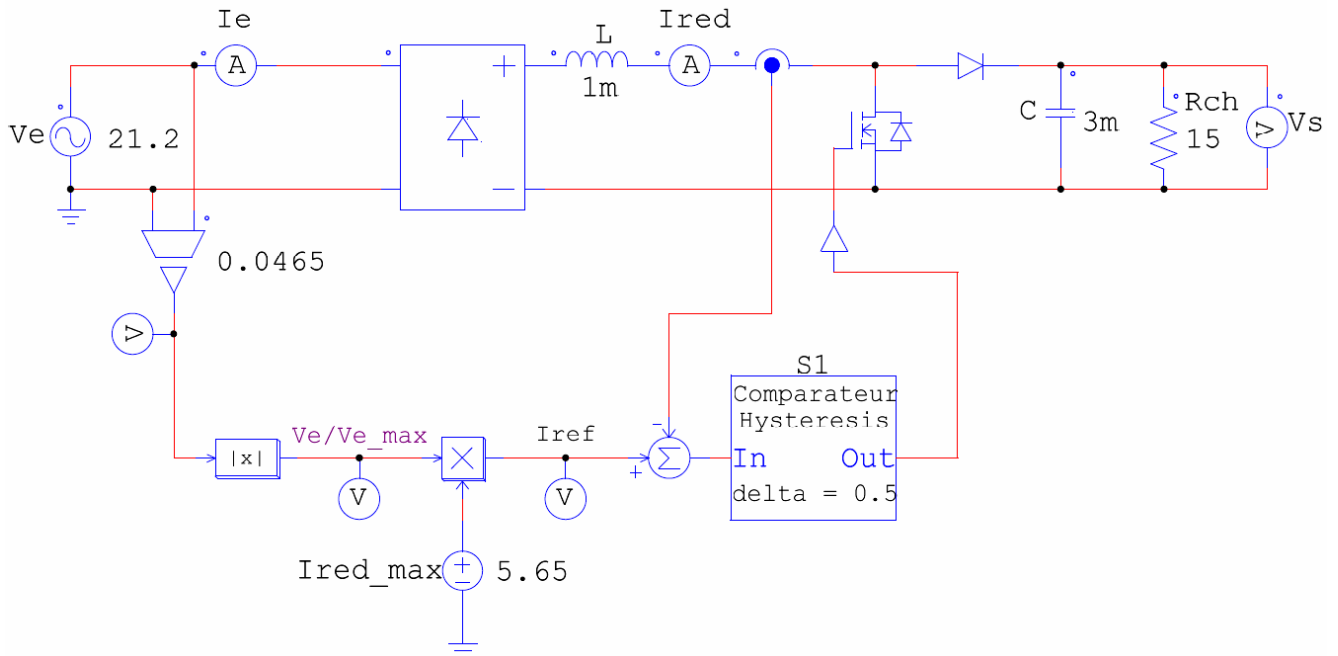 Ie
Ired
L
A
A
1m
+
Ve
21.2
C
3m
Rch
15
V
Vs
−
0.0465
V
S1
Comparateur
Hysteresis
Ve/Ve_max
Iref
-
|x|
×
Σ
In
Out
+
delta = 0.5
V
V
Ired_max
+
−
5.65